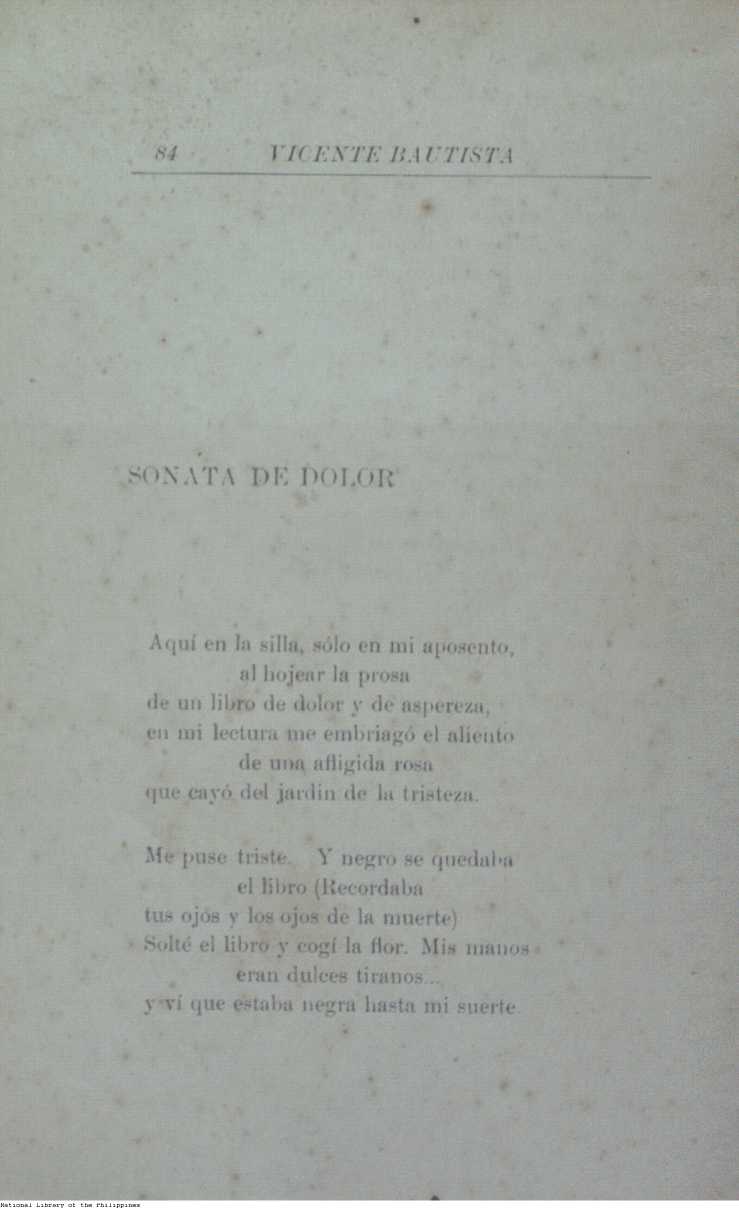 84 VICENTE BAUTISTA
SONATA DE DOLOR
Aquí en la silla, sólo en mi aposento,
al hojear la prosa
de un libro de dolor y de aspereza,
en mi lectura me embriagó el aliento
de una afligida rosa
que cayó del jardin de la tristeza.
Me puse triste. Y negro se quedaba
el libro (Recordaba
tus ojos y los ojos de la muerte)
Solté el libro y cogí la flor. Mis manos
eran dulces tiranos...
y ví que estaba negra hasta mi suerte
National Library of the Philippines